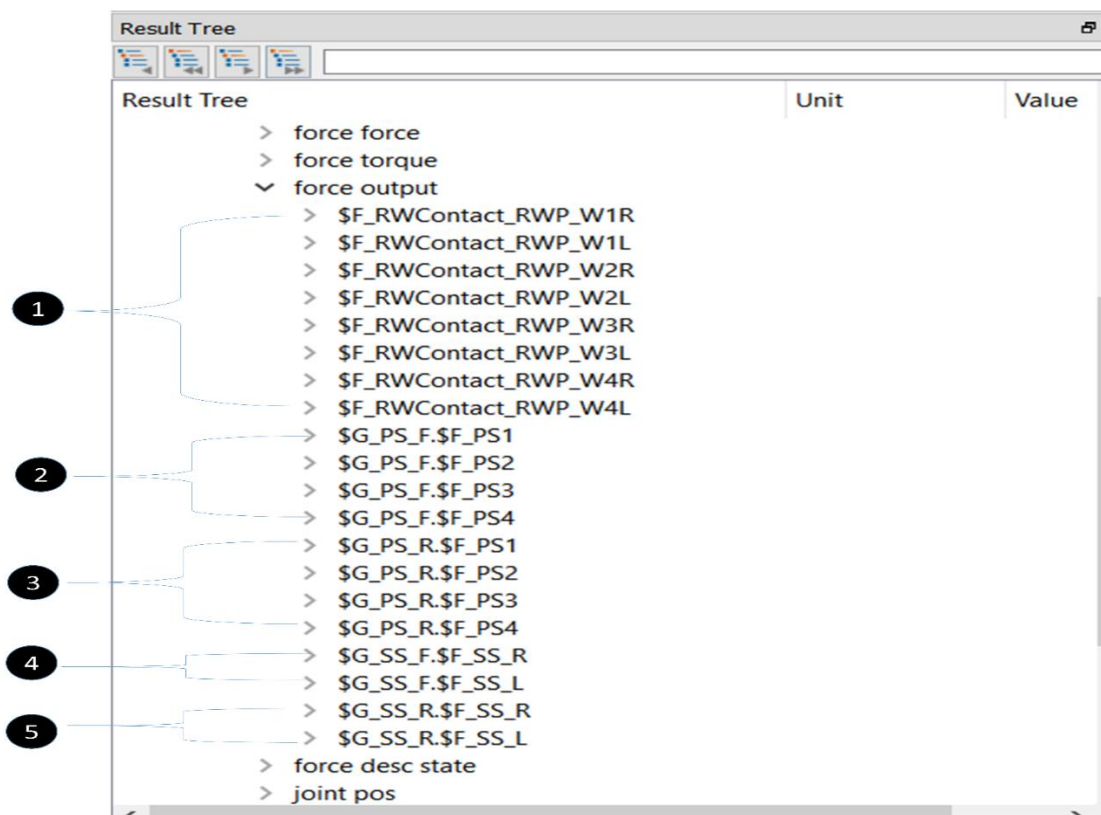 Result Tree
Result Tree Unit Value
force force
force torque
force output
$F_RWContact_RWP_W1R
$F_RWContact_RWP_W1L
$F_RWContact_RWP_W2R
$F_RWContact_RWP_W2L
1
$F_RWContact_RWP_W3R
$F_RWContact_RWP_W3L
$F_RWContact_RWP_W4R
$F_RWContact_RWP_W4L
$G_PS_F.$F_PS1
2
$G_PS_F.$F_PS2
$G_PS_F.$F_PS3
$G_PS_F.$F_PS4
$G_PS_R.$F_PS1
3
$G_PS_R.$F_PS2
$G_PS_R.$F_PS3
$G_PS_R.$F_PS4
4
$G_SS_F.$F_SS_R
$G_SS_F.$F_SS_L
5
$G_SS_R.$F_SS_R
$G_SS_R.$F_SS_L
force desc state
joint pos